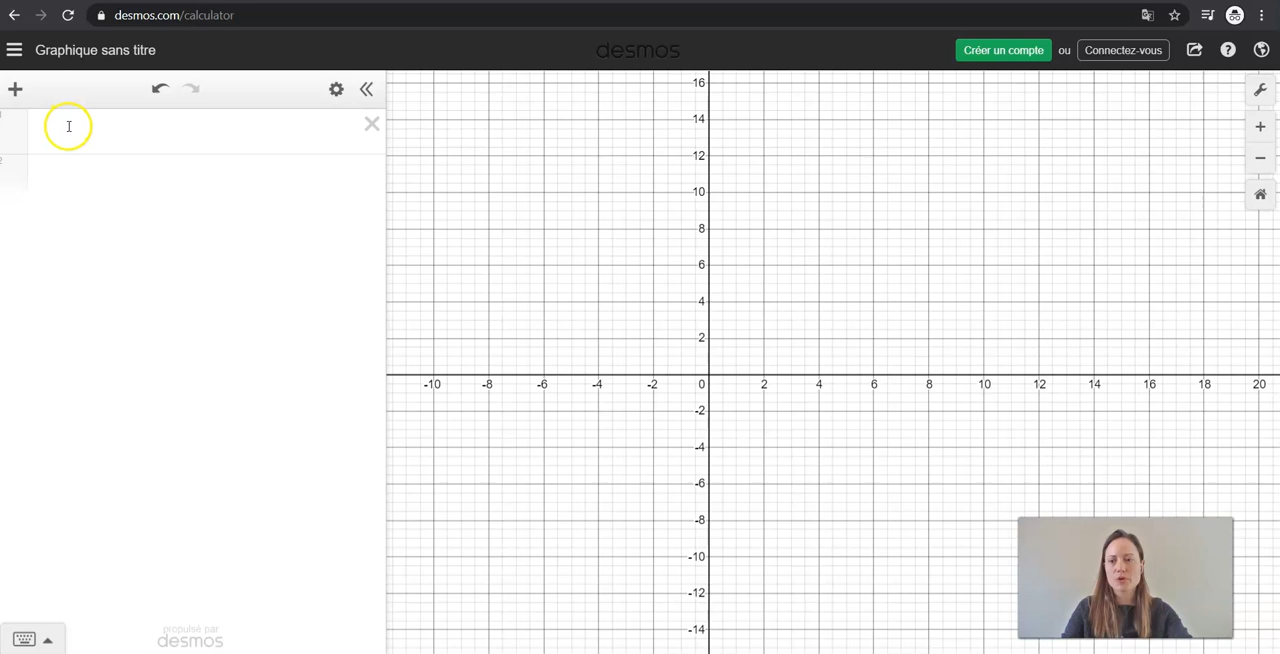 desmos.com/calculator
Graphique sans titre
desmos
Créer un compte ou Connectez-vous
1
2
16
14
12
10
8
6
4
2
-10 -8 -6 -4 -2 0 2 4 6 8 10 12 14 16 18 20
-2
-4
-6
-8
-10
-12
-14
propulsé par
desmos